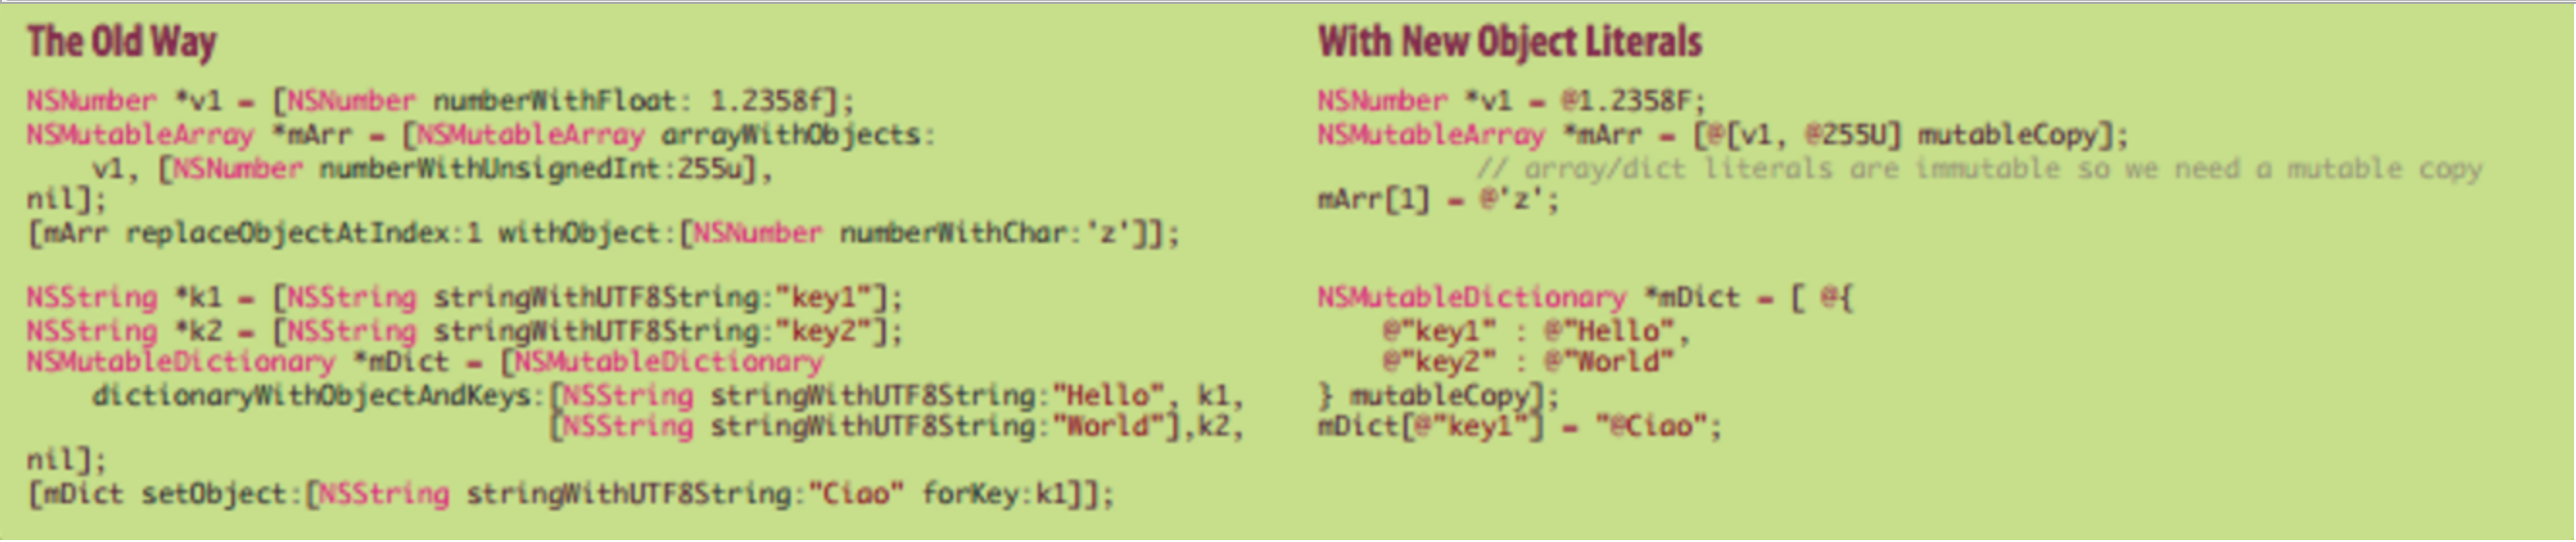 The Old Way
NSNumber *v1 = [NSNumber numberWithFloat: 1.2358f];
NSMutableArray *mArr = [NSMutableArray arrayWithObjects:
v1, [NSNumber numberWithUnsignedInt:255u],
nil];
[mArr replaceObjectAtIndex:1 withObject:[NSNumber numberWithChar:'z']];
NSString *k1 = [NSString stringWithUTF8String:"key1"];
NSString *k2 = [NSString stringWithUTF8String:"key2"];
NSMutableDictionary *mDict = [NSMutableDictionary
dictionaryWithObjectAndKeys:[NSString stringWithUTF8String:"Hello", k1,
[NSString stringWithUTF8String:"World"],k2,
nil];
[mDict setObject:[NSString stringWithUTF8String:"Ciao" forKey:k1]];
With New Object Literals
NSNumber *v1 = @1.2358F;
NSMutableArray *mArr = [@[v1, @255U] mutableCopy];
// array/dict literals are immutable so we need a mutable copy
mArr[1] = @'z';
NSMutableDictionary *mDict = [ @{
@"key1" : @"Hello",
@"key2" : @"World"
} mutableCopy];
mDict[@"key1"] = "@Ciao";